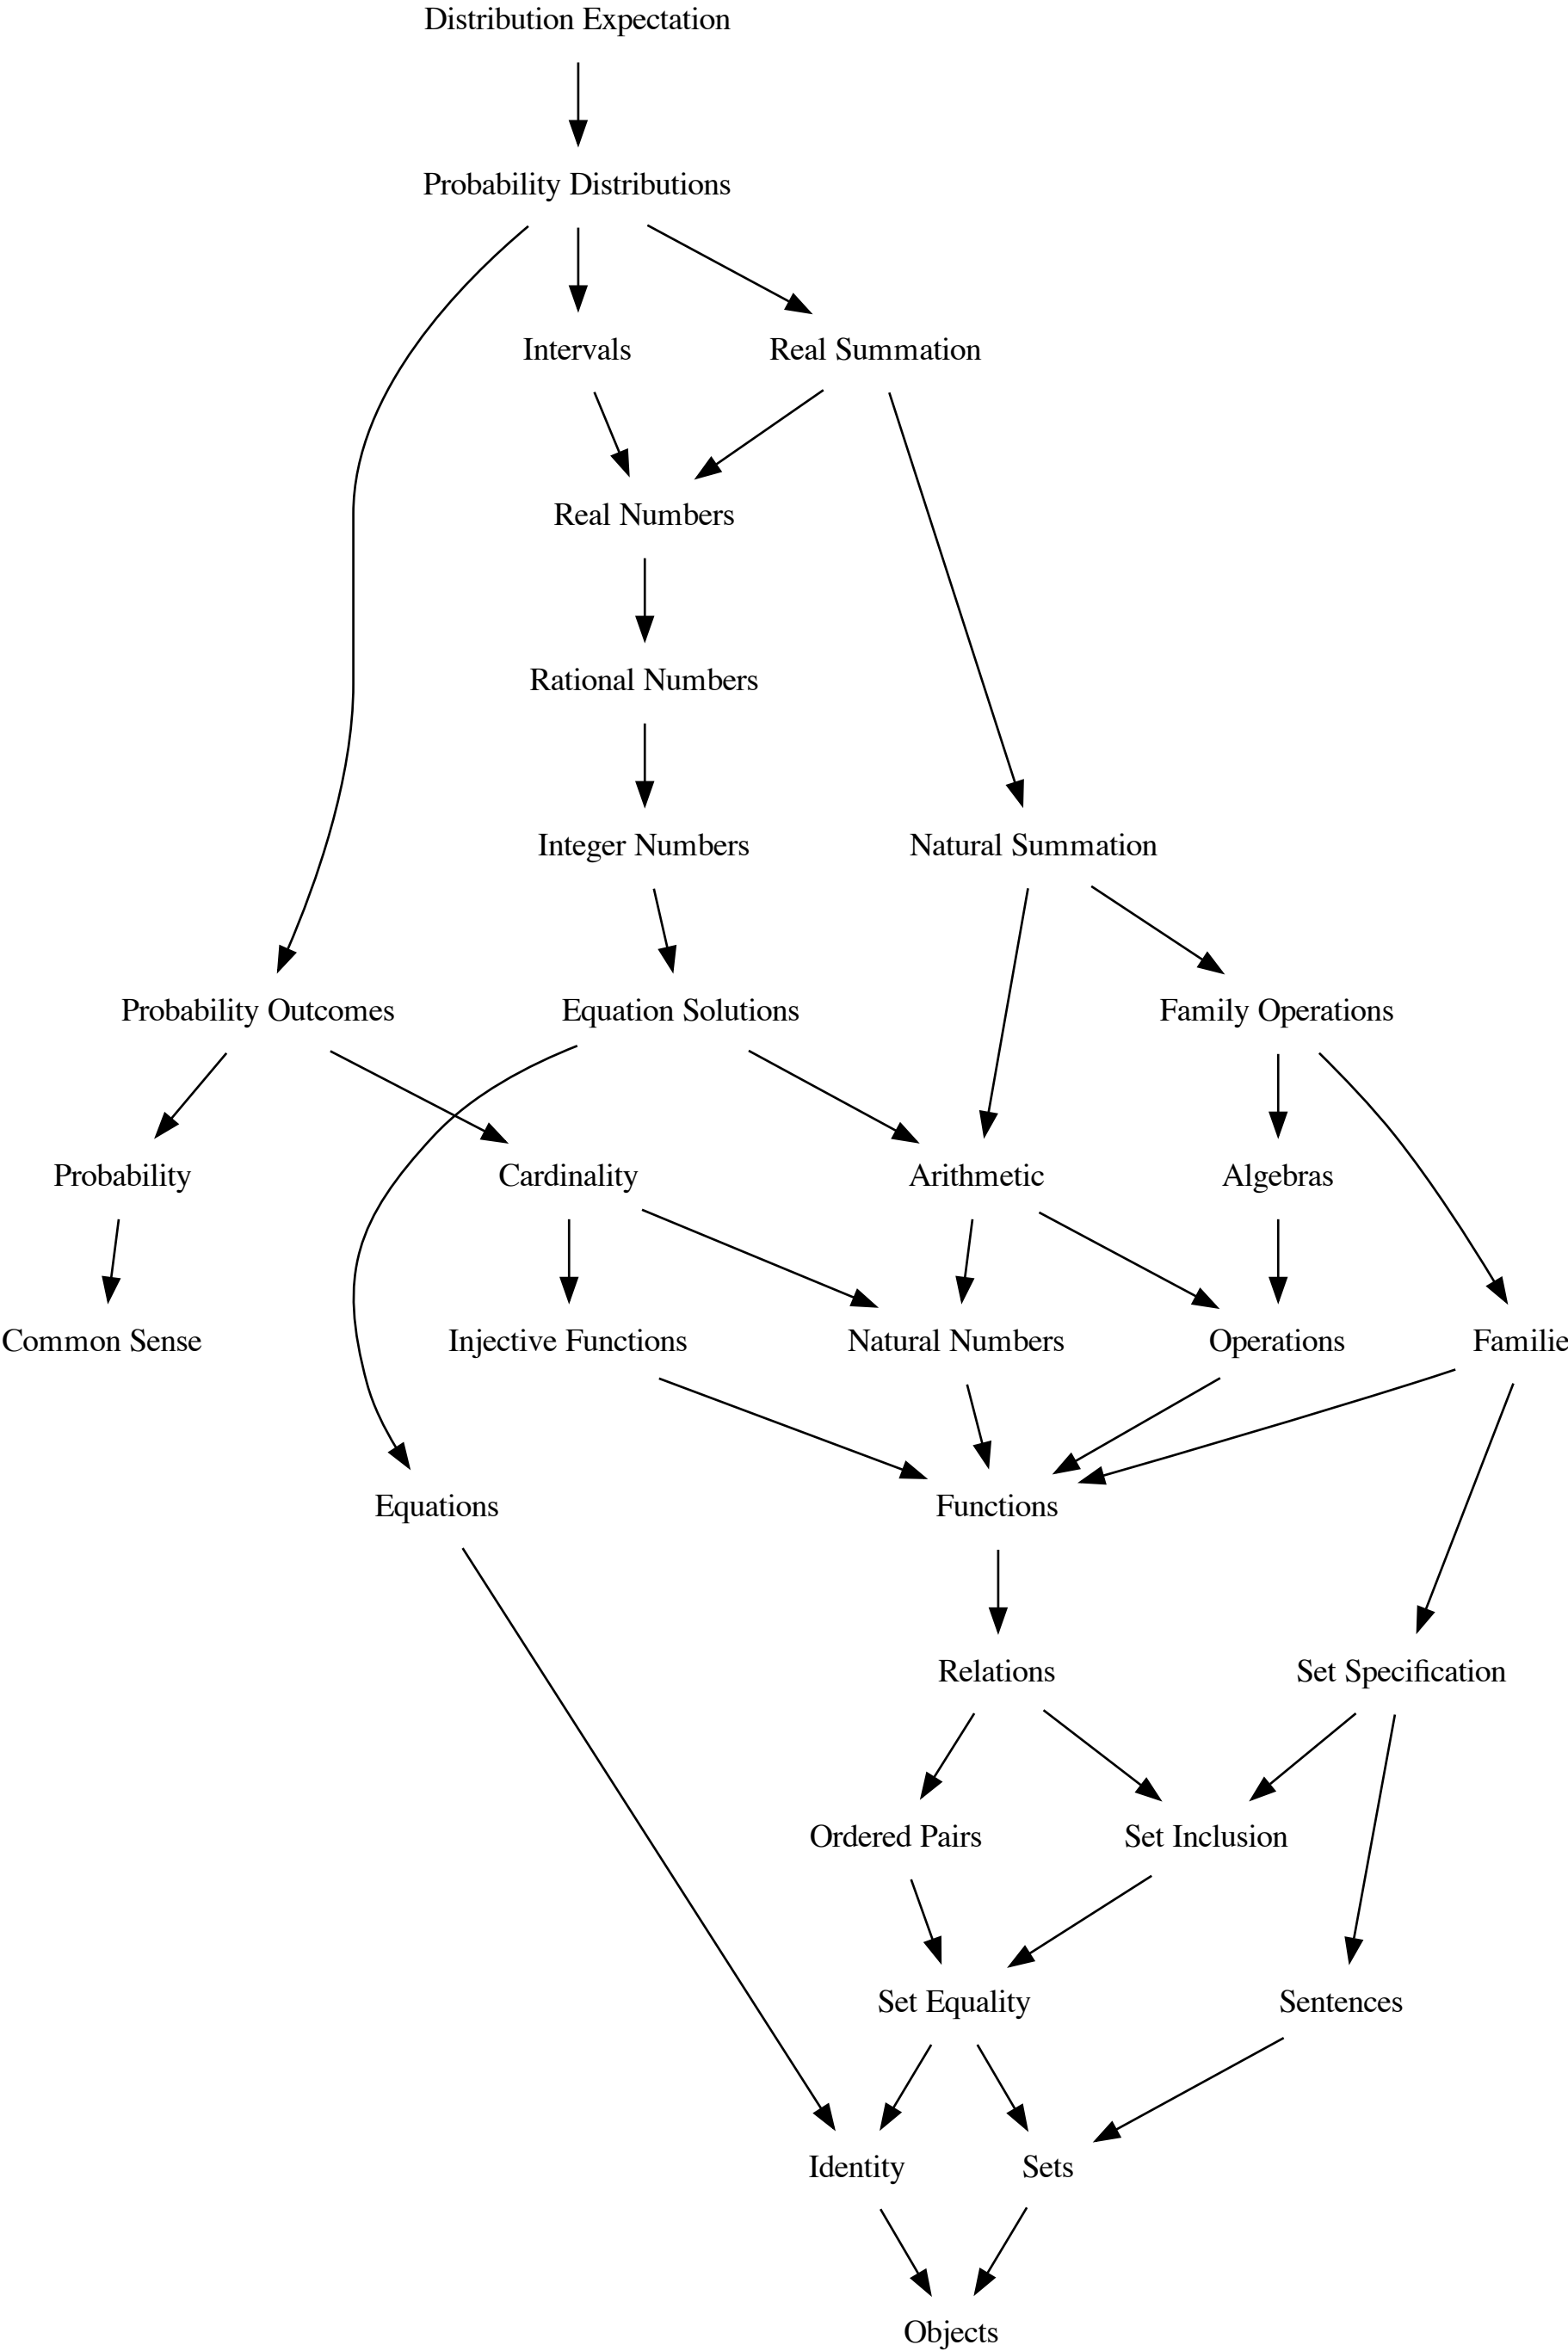 Distribution Expectation
Probability Distributions
Intervals
Real Summation
Real Numbers
Rational Numbers
Integer Numbers
Natural Summation
Probability Outcomes
Equation Solutions
Family Operations
Probability
Cardinality
Arithmetic
Algebras
Common Sense
Injective Functions
Natural Numbers
Operations
Familie
Equations
Functions
Relations
Set Specification
Ordered Pairs
Set Inclusion
Set Equality
Sentences
Identity
Sets
Objects